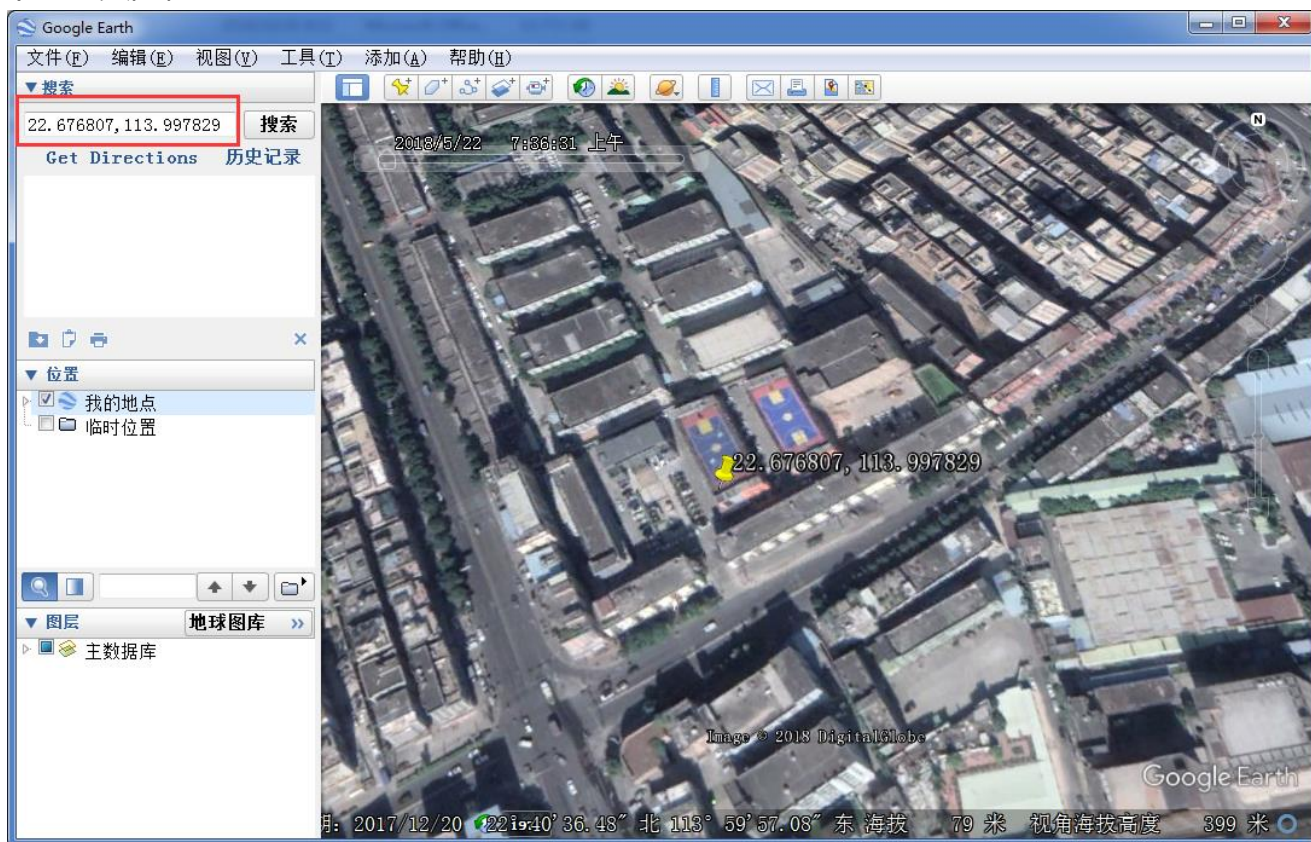 Google Earth
文件(F) 编辑(E) 视图(V) 工具(T) 添加(A) 帮助(H)
▼搜索
22.676807,113.997829 搜索
Get Directions 历史记录
2018/5/22 7:36:31 上午
N
▼ 位置
我的地点
临时位置
22.676807, 113.997829
▼ 图层 地球图库 »
主数据库
Image © 2018 DigitalGlobe
Google Earth
期: 2017/12/20 22°40'36.48" 北 113°59'57.08" 东 海拔 79 米 视角海拔高度 399 米